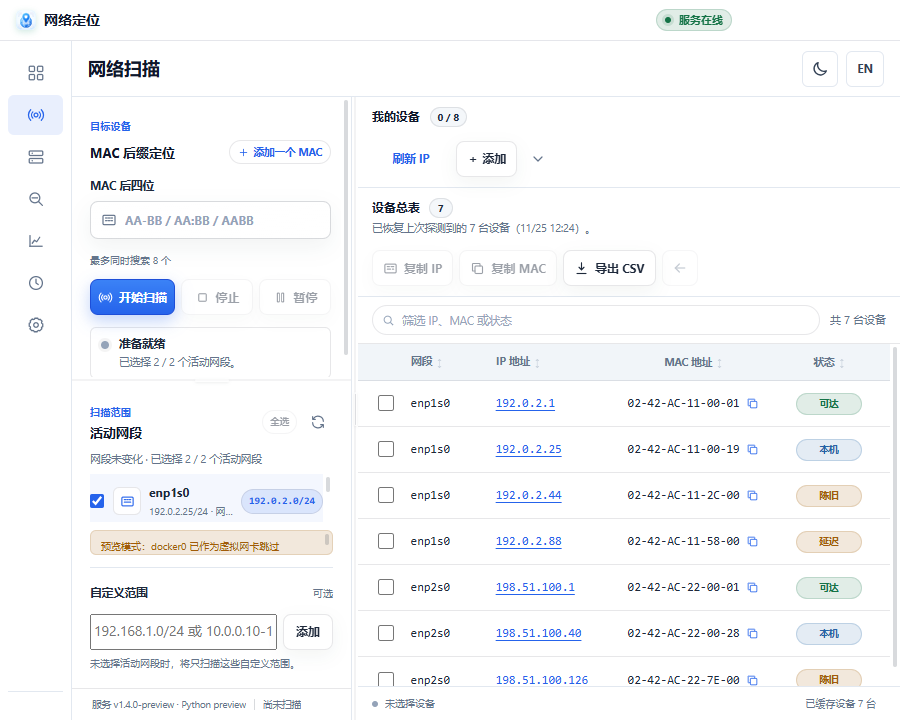 网络定位
服务在线
网络扫描
EN
目标设备
MAC 后缀定位
+ 添加一个 MAC
MAC 后四位
AA-BB / AA:BB / AABB
最多同时搜索 8 个
开始扫描
停止
暂停
准备就绪
已选择 2 / 2 个活动网段。
扫描范围
活动网段
全选
网段未变化 · 已选择 2 / 2 个活动网段
enp1s0
192.0.2.25/24 · 网...
192.0.2.0/24
预览模式：docker0 已作为虚拟网卡跳过
自定义范围
可选
192.168.1.0/24 或 10.0.0.10-1
添加
未选择活动网段时，将只扫描这些自定义范围。
服务 v1.4.0-preview · Python preview
尚未扫描
我的设备
0 / 8
刷新 IP
+ 添加
设备总表
7
已恢复上次探测到的 7 台设备（11/25 12:24）。
复制 IP
复制 MAC
导出 CSV
筛选 IP、MAC 或状态
共 7 台设备
网段 IP 地址 MAC 地址 状态
enp1s0 192.0.2.1 02-42-AC-11-00-01 可达
enp1s0 192.0.2.25 02-42-AC-11-00-19 本机
enp1s0 192.0.2.44 02-42-AC-11-2C-00 陈旧
enp1s0 192.0.2.88 02-42-AC-11-58-00 延迟
enp2s0 198.51.100.1 02-42-AC-22-00-01 可达
enp2s0 198.51.100.40 02-42-AC-22-00-28 本机
enp2s0 198.51.100.126 02-42-AC-22-7E-00 陈旧
未选择设备
已缓存设备 7 台